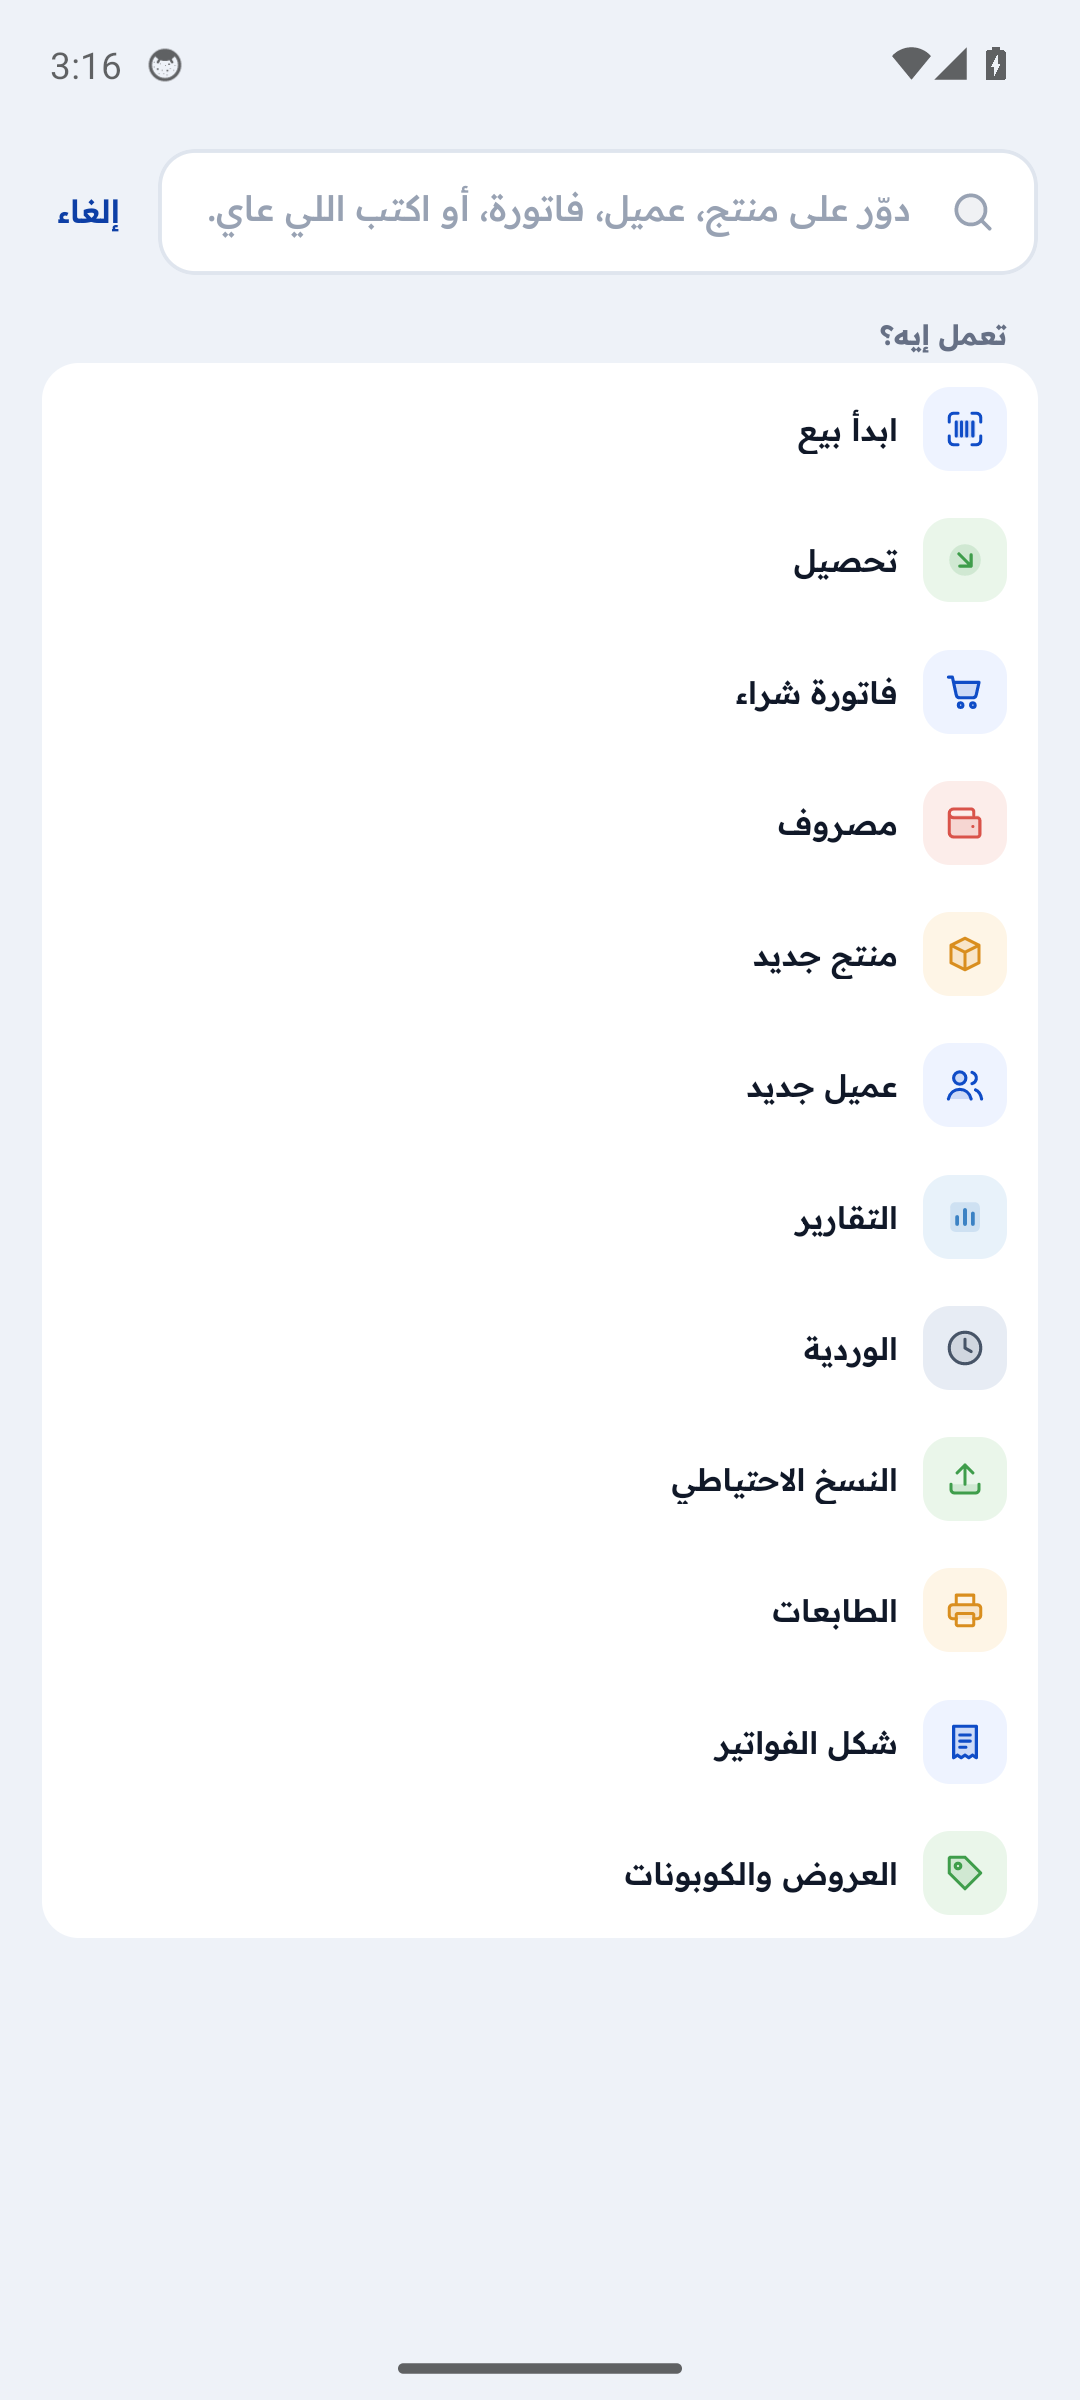 3:16
دوّر على منتج، عميل، فاتورة، أو اكتب اللي عاي.
إلغاء
تعمل إيه؟
ابدأ بيع
تحصيل
فاتورة شراء
مصروف
منتج جديد
عميل جديد
التقارير
الوردية
النسخ الاحتياطي
الطابعات
شكل الفواتير
العروض والكوبونات